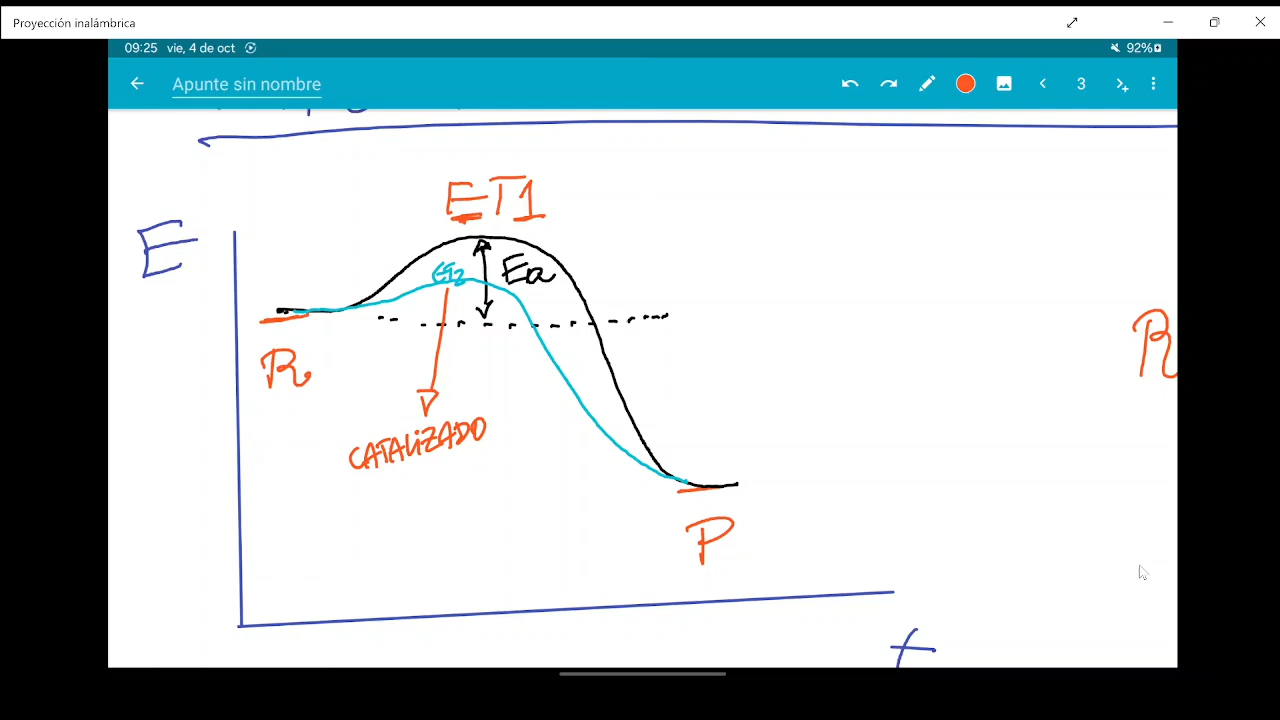 Proyección inalámbrica
09:25 vie, 4 de oct
92%
Apunte sin nombre
3
ET1
E
ET2
Ea
R
R
CATALIZADO
P
t